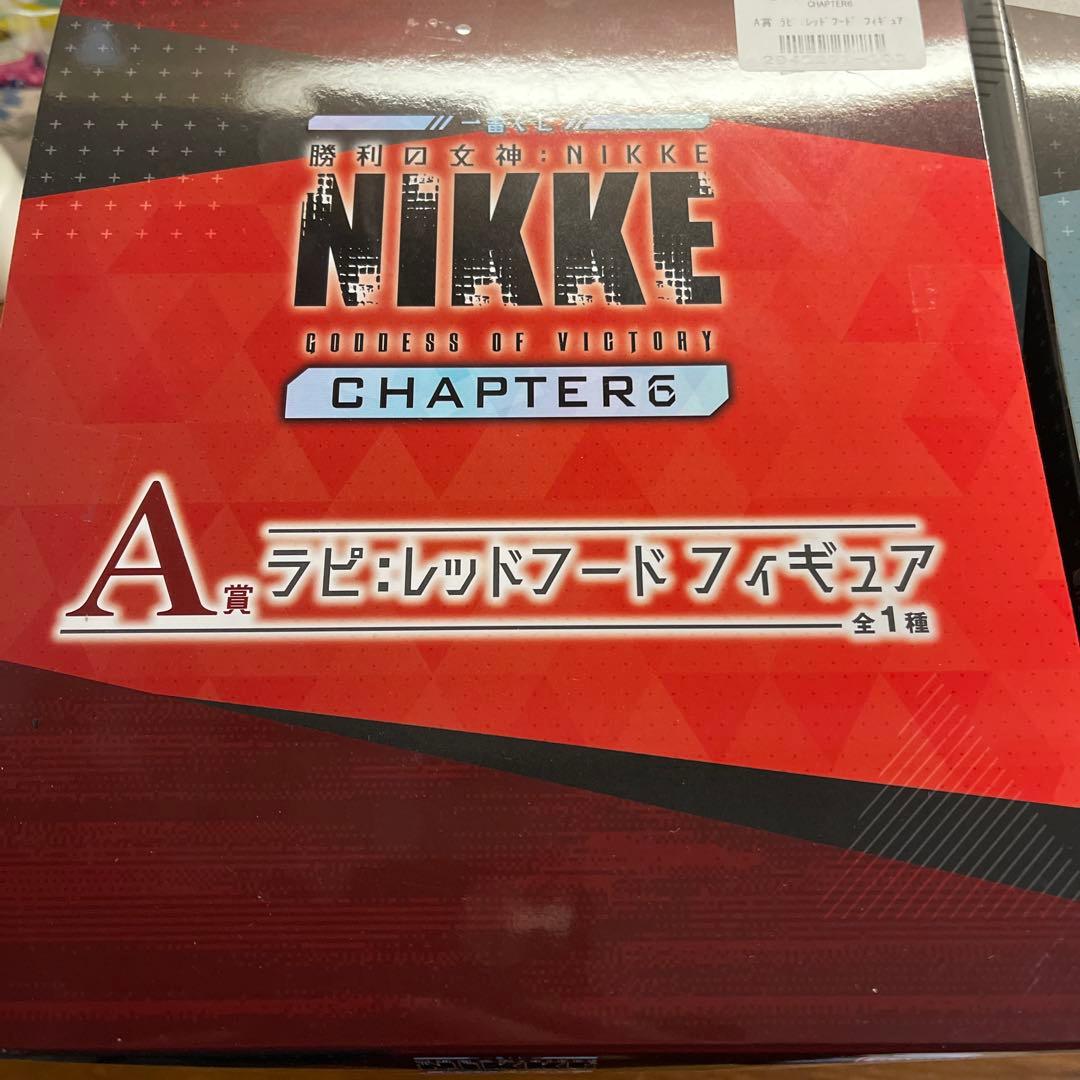 CHAPTER6
A賞 ラピ:レッドフード フィギュア
一番くじ
勝利の女神:NIKKE
NIKKE
GODDESS OF VICTORY
CHAPTER6
A賞 ラピ:レッドフード フィギュア
全1種